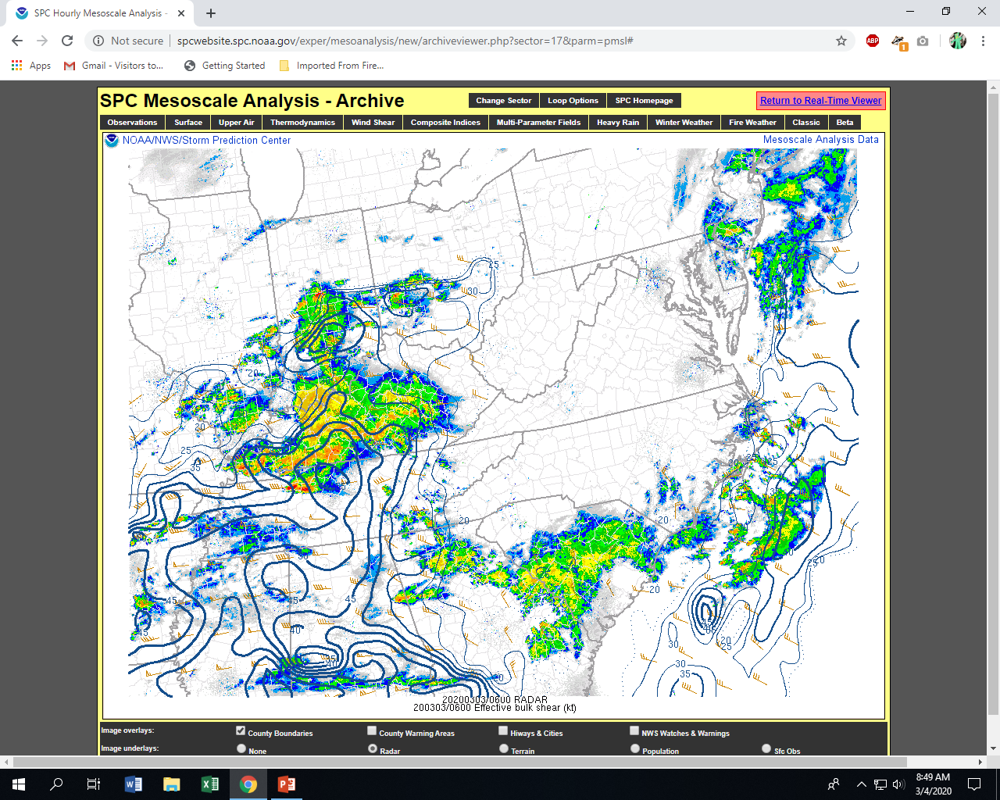 SPC Hourly Mesoscale Analysis -
Not secure | spcwebsite.spc.noaa.gov/exper/mesoanalysis/new/archiveviewer.php?sector=17&parm=pmsl#
ABP
1
Apps
Gmail - Visitors to...
Getting Started
Imported From Fire...
SPC Mesoscale Analysis - Archive
Change Sector
Loop Options
SPC Homepage
Return to Real-Time Viewer
Observations
Surface
Upper Air
Thermodynamics
Wind Shear
Composite Indices
Multi-Parameter Fields
Heavy Rain
Winter Weather
Fire Weather
Classic
Beta
NOAA/NWS/Storm Prediction Center
Mesoscale Analysis Data
25
30
20
20
25
35
20
20
45
45
45
40
20
30
20
25
30
35
25
20200303/0600 RADAR
200303/0600 Effective bulk shear (kt)
Image overlays:
County Boundaries
County Warning Areas
Hiways & Cities
NWS Watches & Warnings
Image underlays:
None
Radar
Terrain
Population
Sfc Obs
8:49 AM
3/4/2020